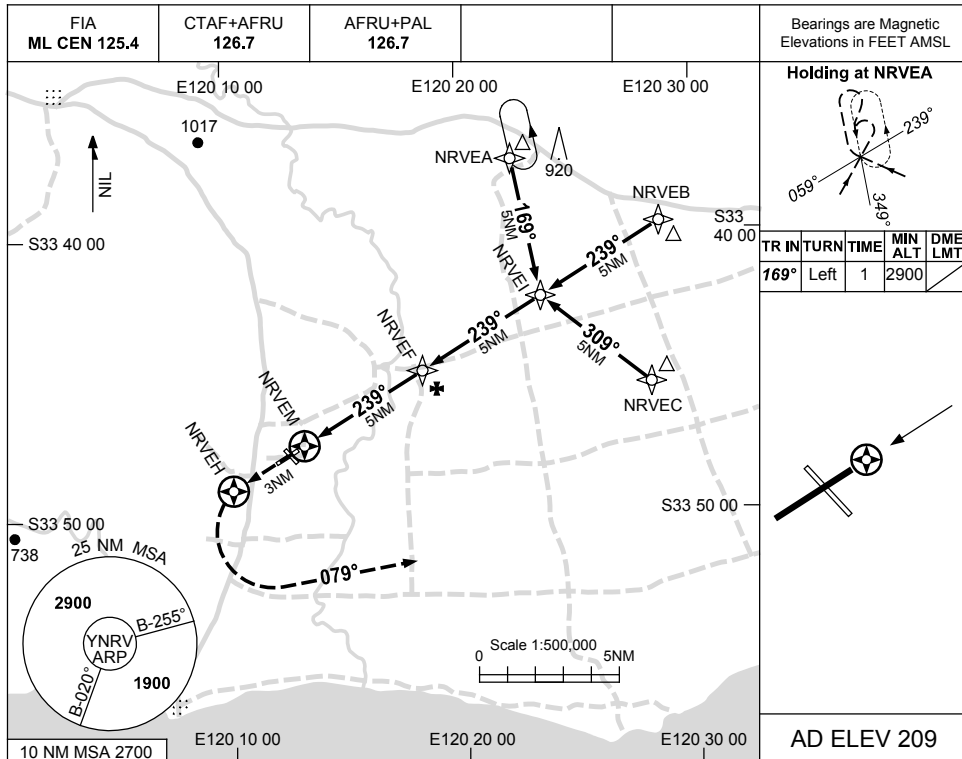 FIA
ML CEN 125.4
CTAF+AFRU
126.7
AFRU+PAL
126.7
Bearings are Magnetic
Elevations in FEET AMSL
E120 10 00
E120 20 00
E120 30 00
1017
NIL
NRVEA
920
NRVEB
169°
5NM
S33
40 00
S33 40 00
239°
5NM
NRVEI
239°
5NM
309°
5NM
NRVEC
NRVEF
239°
5NM
NRVEM
NRVEH
3NM
S33 50 00
S33 50 00
738
079°
25 NM MSA
2900
B-255°
YNRV
ARP
B-020°
1900
Scale 1:500,000
0
5NM
10 NM MSA 2700
E120 10 00
E120 20 00
E120 30 00
Holding at NRVEA
239°
059°
349°
TR IN TURN TIME MIN ALT DME LMT
169° Left 1 2900
AD ELEV 209